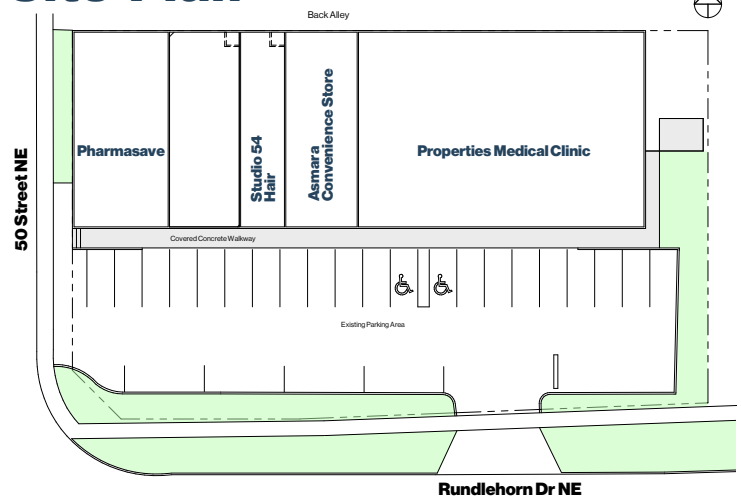 Site Plan
Back Alley
Pharmasave
Studio 54
Hair
Asmara
Convenience Store
Properties Medical Clinic
50 Street NE
Covered Concrete Walkway
Existing Parking Area
Rundlehorn Dr NE